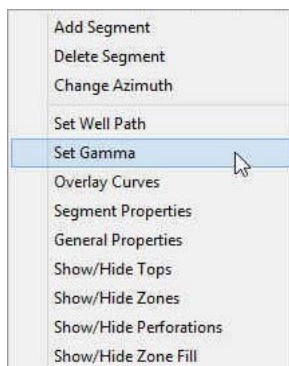 Add Segment
Delete Segment
Change Azimuth
Set Well Path
Set Gamma
Overlay Curves
Segment Properties
General Properties
Show/Hide Tops
Show/Hide Zones
Show/Hide Perforations
Show/Hide Zone Fill